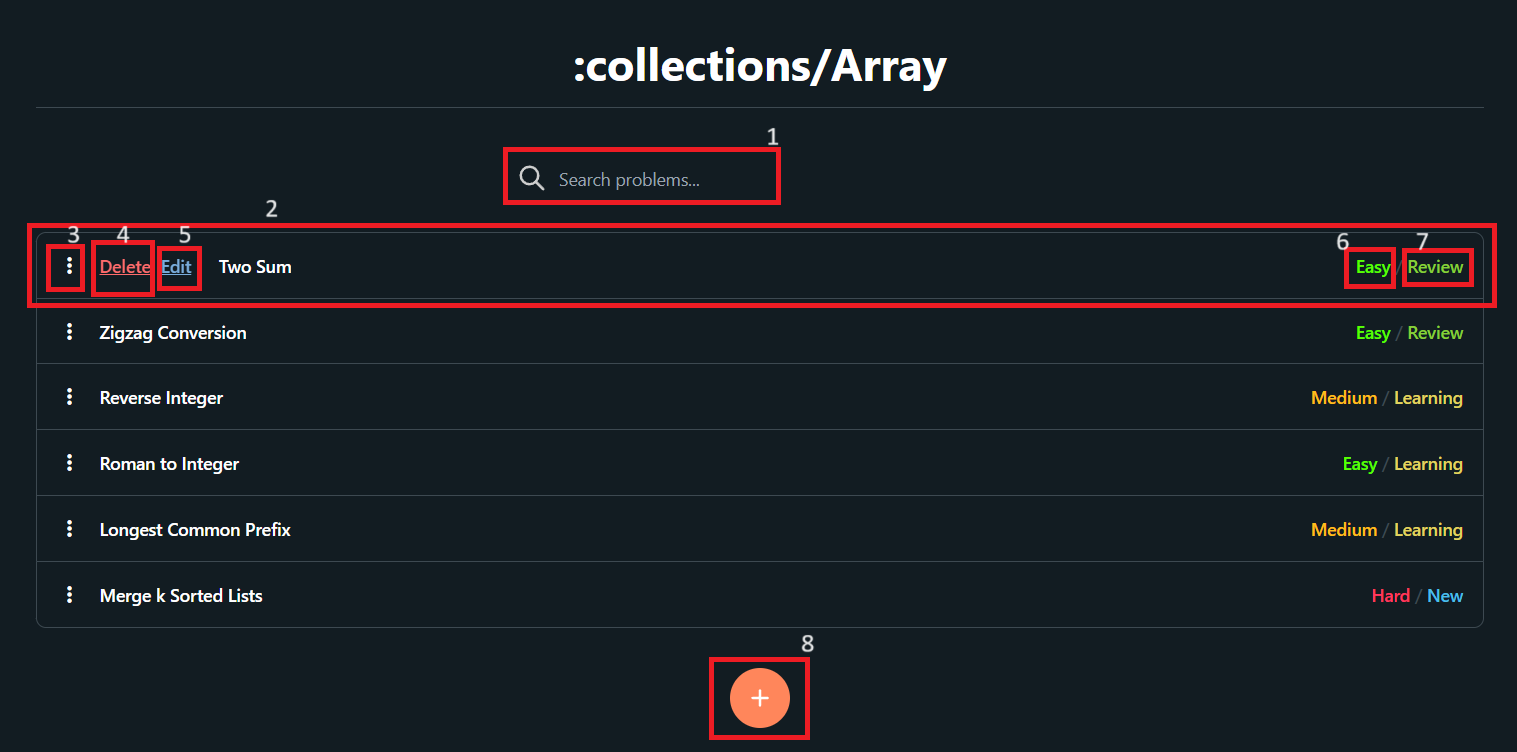 :collections/Array
1
Search problems...
2
3 4 5 6 7
Delete Edit Two Sum Easy / Review
Zigzag Conversion Easy / Review
Reverse Integer Medium / Learning
Roman to Integer Easy / Learning
Longest Common Prefix Medium / Learning
Merge k Sorted Lists Hard / New
8
+